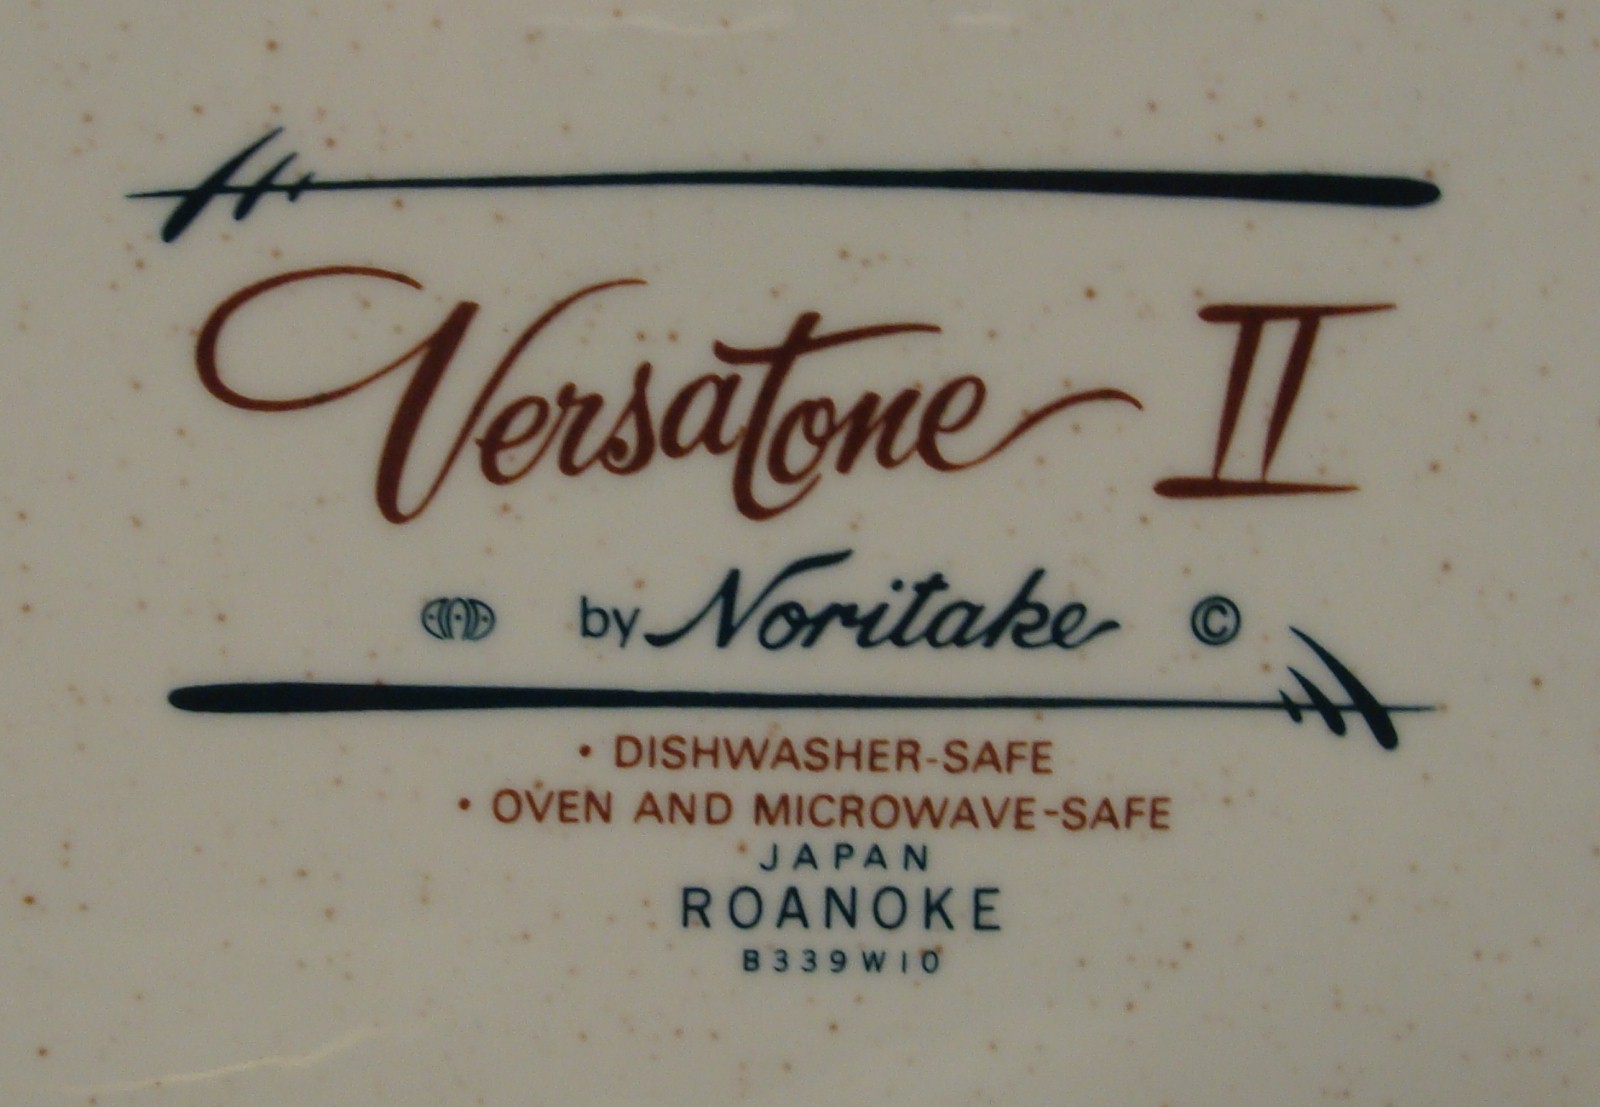 Versatone II
by Noritake ©
• DISHWASHER-SAFE
• OVEN AND MICROWAVE-SAFE
JAPAN
ROANOKE
B339W10